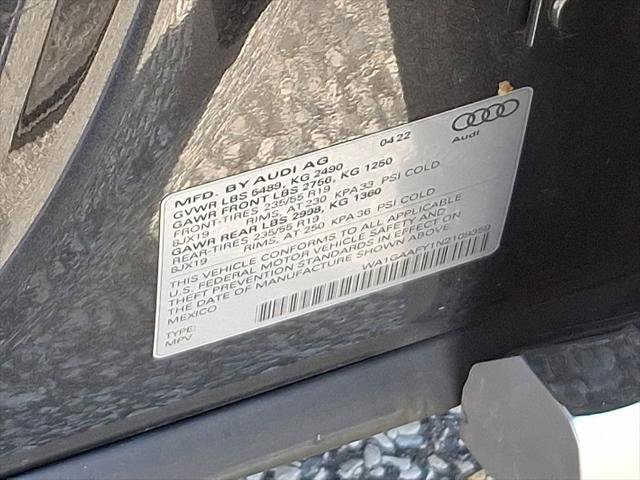 MFD. BY AUDI AG 04 22
Audi
GVWR LBS 5489, KG 2490
GAWR FRONT LBS 2756, KG 1250
FRONT-TIRES 235/55 R19
8JX19 RIMS, AT 230 KPA 33 PSI COLD
GAWR REAR LBS 2998, KG 1360
REAR-TIRES 235/55 R19
8JX19 RIMS, AT 250 KPA 36 PSI COLD
THIS VEHICLE CONFORMS TO ALL APPLICABLE
U.S. FEDERAL MOTOR VEHICLE SAFETY AND
THEFT PREVENTION STANDARDS IN EFFECT ON
THE DATE OF MANUFACTURE SHOWN ABOVE.
MEXICO WA1GAAFY1N2109359
TYPE:
MPV